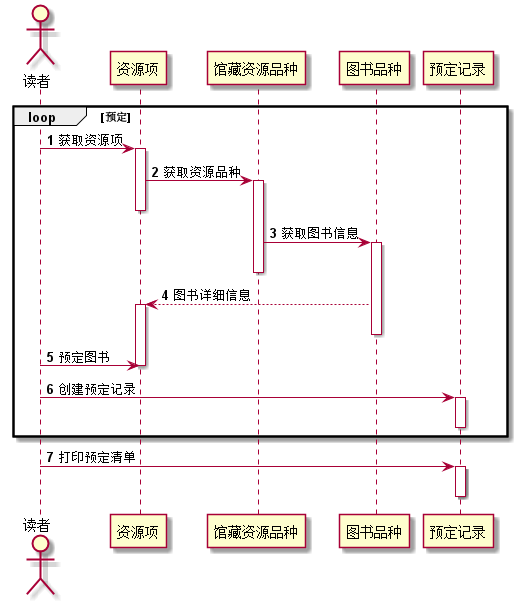 读者
资源项
馆藏资源品种
图书品种
预定记录
loop [预定]
1 获取资源项
2 获取资源品种
3 获取图书信息
4 图书详细信息
5 预定图书
6 创建预定记录
7 打印预定清单
读者
资源项
馆藏资源品种
图书品种
预定记录